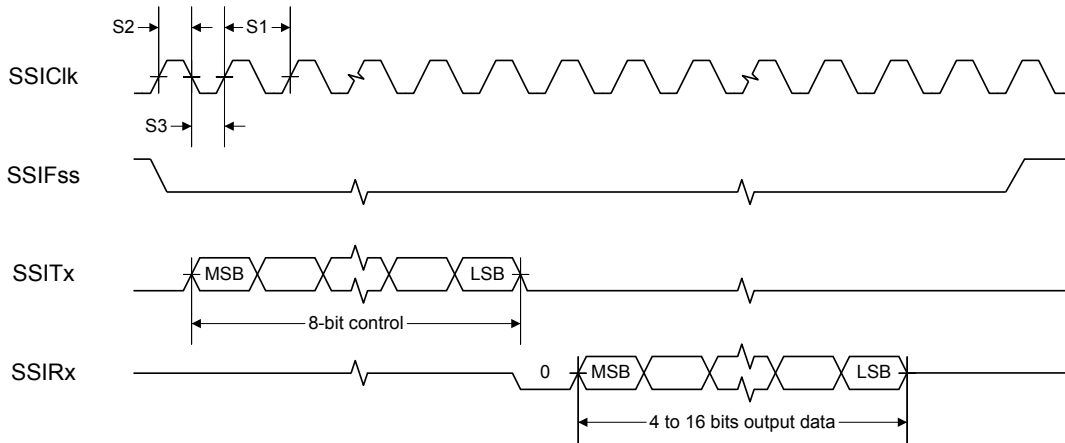 S2
S1
SSIClk
S3
SSIFss
SSITx
MSB
LSB
8-bit control
SSIRx
0
MSB
LSB
4 to 16 bits output data